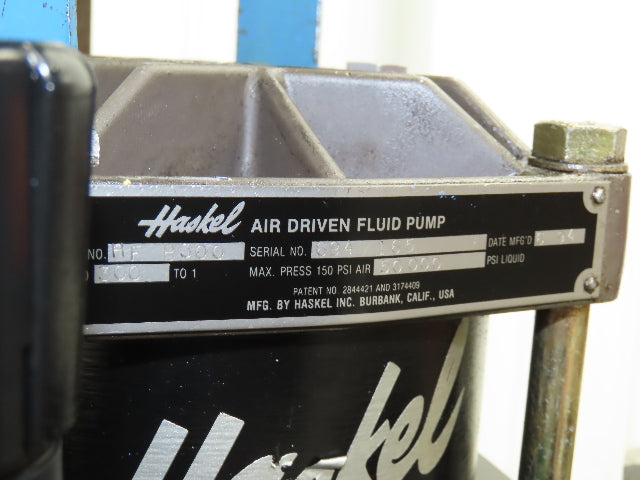 Haskel AIR DRIVEN FLUID PUMP
NO. SERIAL NO. DATE MFG'D
TO 1 MAX. PRESS 150 PSI AIR PSI LIQUID
PATENT NO. 2844421 AND 3174409
MFG. BY HASKEL INC. BURBANK, CALIF., USA
Haskel